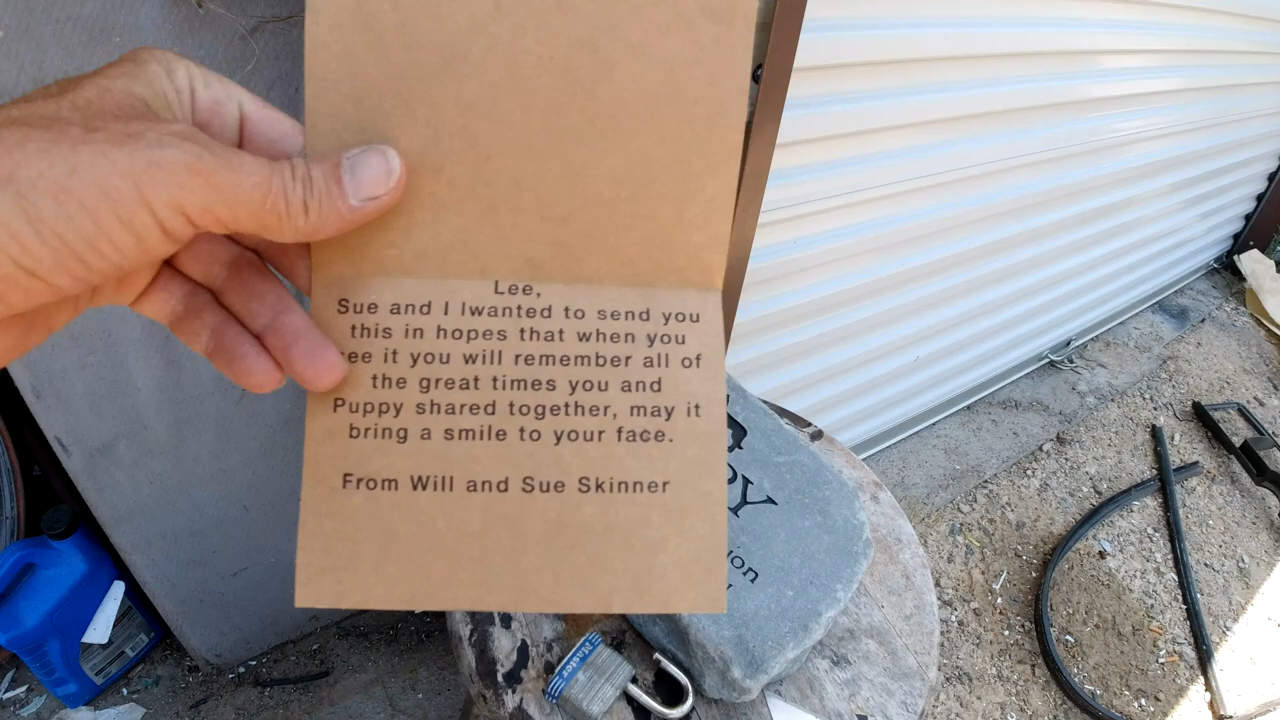 Lee,
Sue and I Iwanted to send you
this in hopes that when you
see it you will remember all of
the great times you and
Puppy shared together, may it
bring a smile to your face.
From Will and Sue Skinner
Master